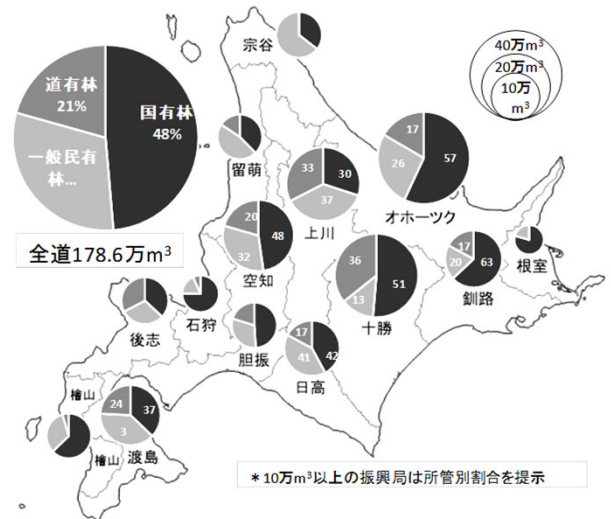 宗谷
40万m³
20万m³
10万
m³
道有林
21%
国有林
48%
一般民有
林...
全道178.6万m³
留萌
33
30
37
上川
17
57
26
オホーツク
20
48
32
空知
36
51
13
十勝
17
63
20
釧路
根室
後志
石狩
胆振
17
42
41
日高
檜山
檜山
24
37
3
渡島
*10万m³以上の振興局は所管別割合を提示